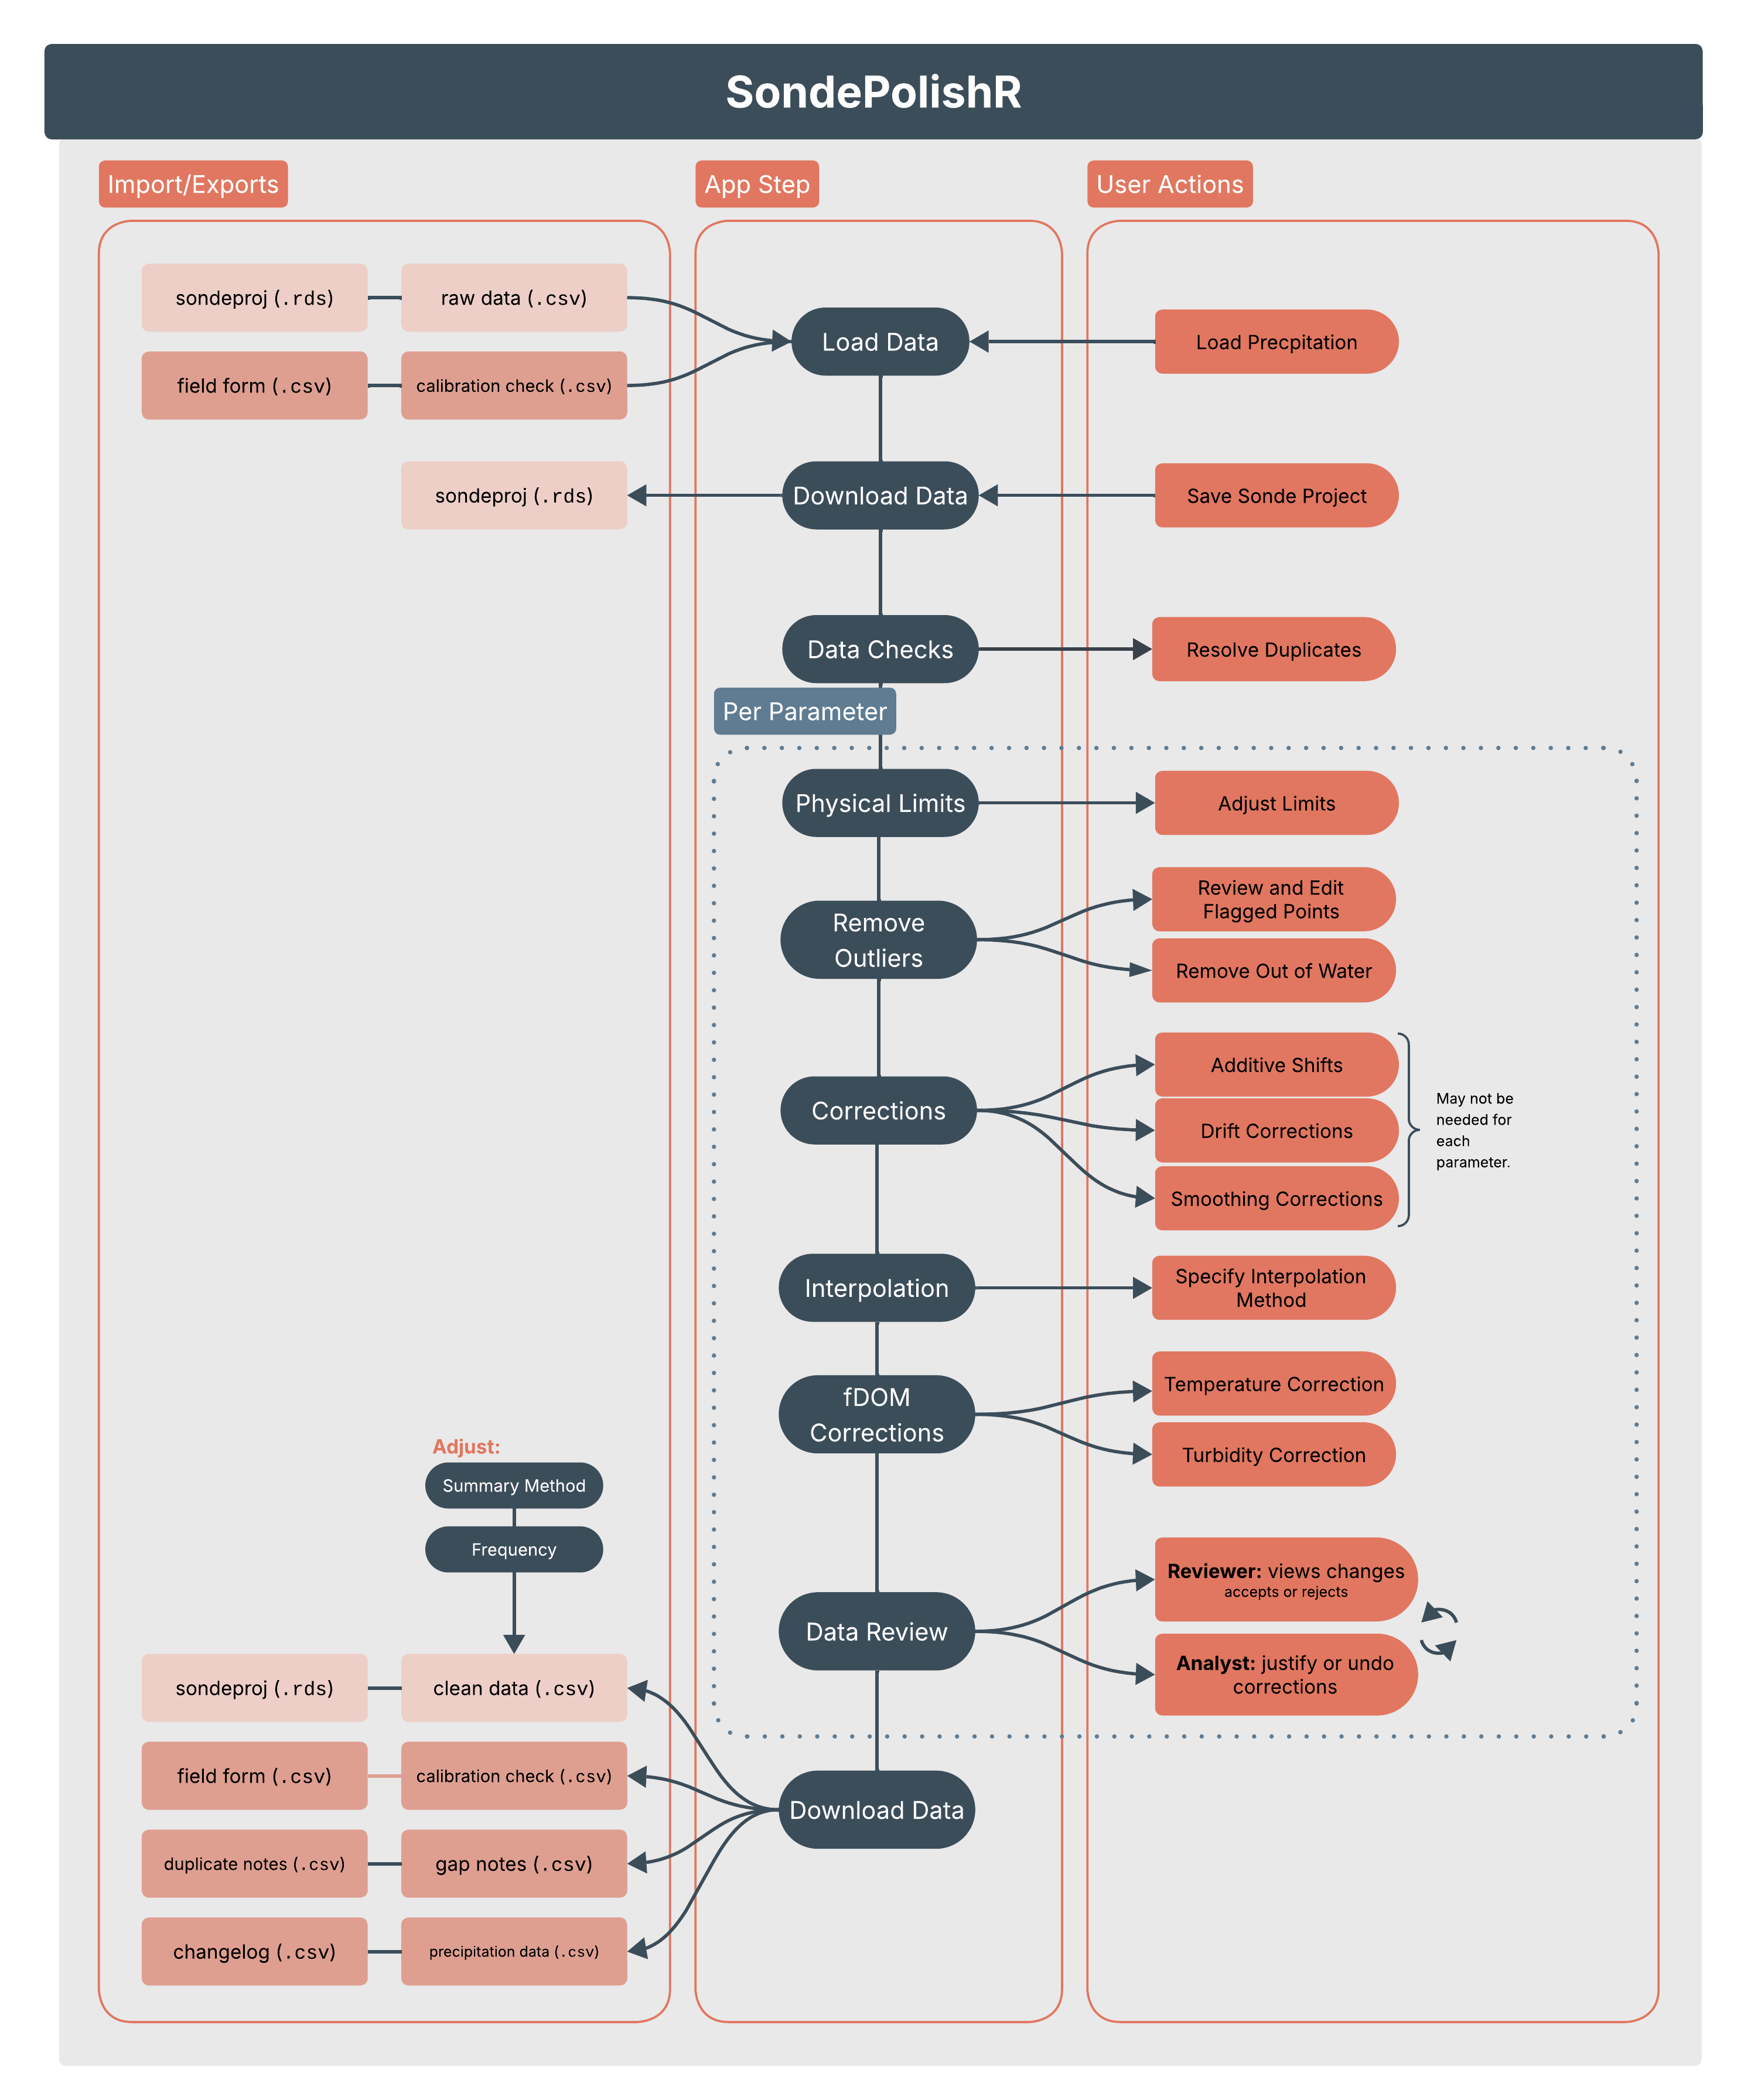 SondePolishR
Import/Exports
App Step
User Actions
sondeproj (.rds)
raw data (.csv)
field form (.csv)
calibration check (.csv)
Load Data
Load Precpitation
sondeproj (.rds)
Download Data
Save Sonde Project
Data Checks
Resolve Duplicates
Per Parameter
Physical Limits
Adjust Limits
Remove
Outliers
Review and Edit
Flagged Points
Remove Out of Water
Corrections
Additive Shifts
Drift Corrections
Smoothing Corrections
May not be
needed for
each
parameter.
Interpolation
Specify Interpolation
Method
fDOM
Corrections
Temperature Correction
Turbidity Correction
Adjust:
Summary Method
Frequency
Data Review
Reviewer: views changes
accepts or rejects
Analyst: justify or undo
corrections
sondeproj (.rds)
clean data (.csv)
field form (.csv)
calibration check (.csv)
Download Data
duplicate notes (.csv)
gap notes (.csv)
changelog (.csv)
precipitation data (.csv)